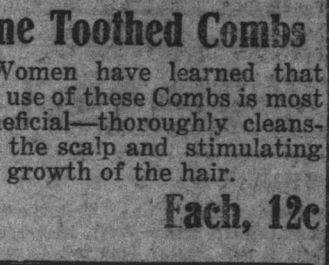 ne Toothed Combs
Women have learned that
use of these Combs is most
eficial—thoroughly cleans-
the scalp and stimulating
growth of the hair.
Each, 12c